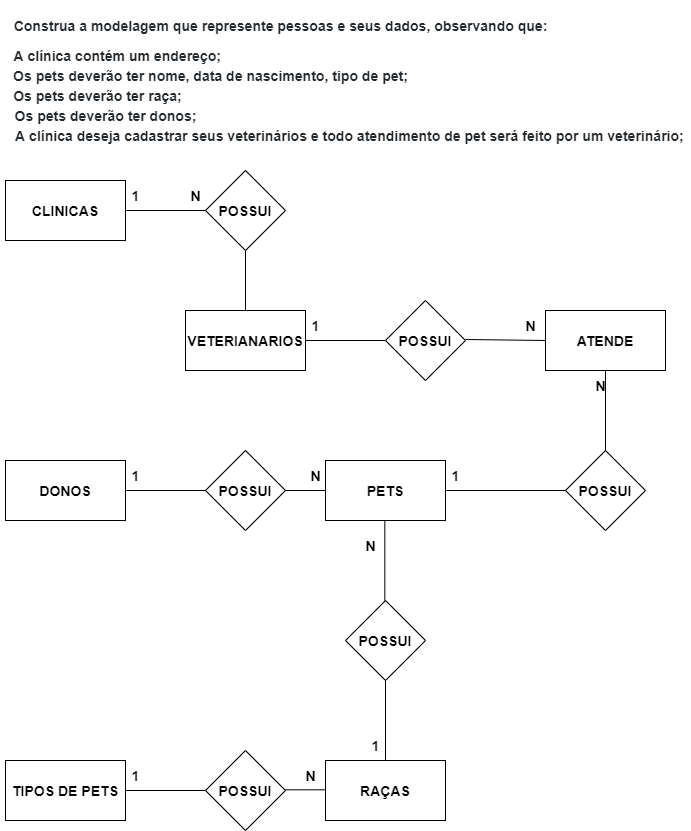 Construa a modelagem que represente pessoas e seus dados, observando que:
A clínica contém um endereço;
Os pets deverão ter nome, data de nascimento, tipo de pet;
Os pets deverão ter raça;
Os pets deverão ter donos;
A clínica deseja cadastrar seus veterinários e todo atendimento de pet será feito por um veterinário;
CLINICAS 1 N POSSUI
VETERIANARIOS 1 POSSUI N ATENDE
N
DONOS 1 POSSUI N PETS 1 POSSUI
N
POSSUI
1
TIPOS DE PETS 1 POSSUI N RAÇAS